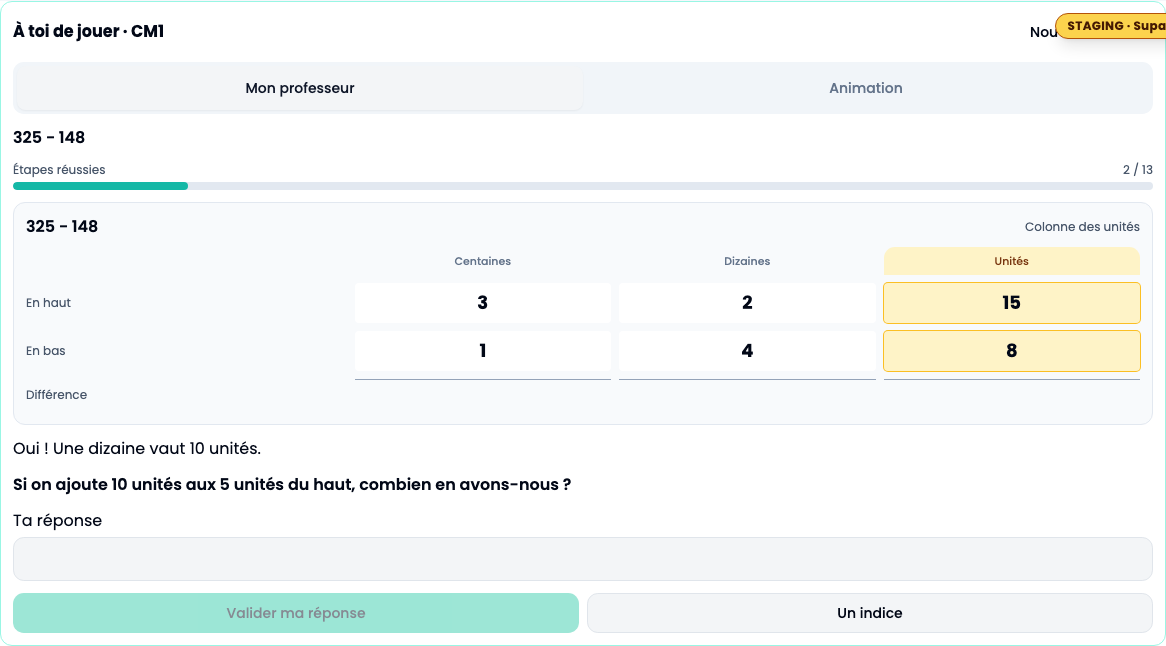 À toi de jouer · CM1
STAGING ·
Mon professeur Animation
325 − 148
Étapes réussies 2 / 13
325 − 148 Colonne des unités
Centaines Dizaines Unités
En haut 3 2 15
En bas 1 4 8
Différence
Oui ! Une dizaine vaut 10 unités.
Si on ajoute 10 unités aux 5 unités du haut, combien en avons-nous ?
Ta réponse
Valider ma réponse Un indice